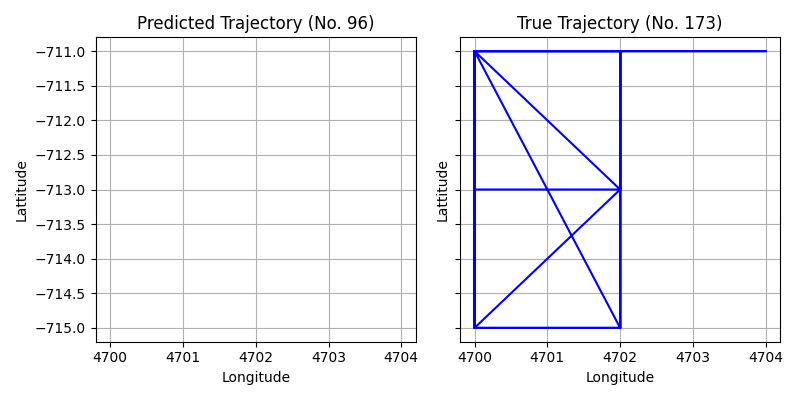 Predicted Trajectory (No. 96)
True Trajectory (No. 173)
Lattitude
−711.0
−711.5
−712.0
−712.5
−713.0
−713.5
−714.0
−714.5
−715.0
4700 4701 4702 4703 4704
Longitude
Lattitude
4700 4701 4702 4703 4704
Longitude